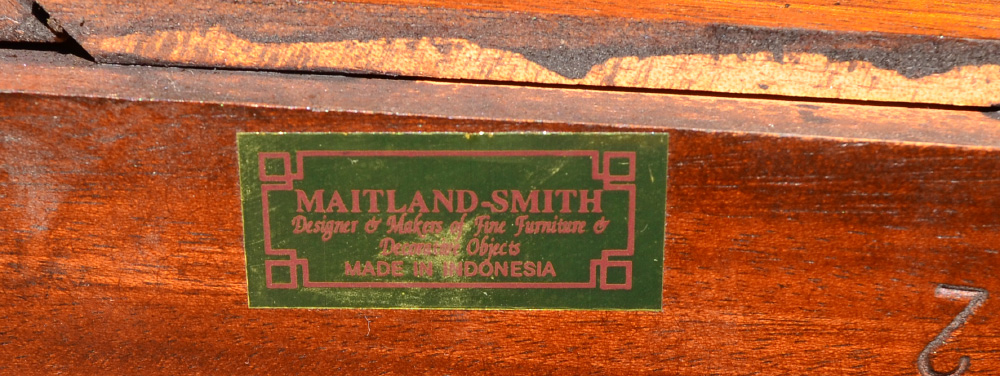 MAITLAND-SMITH
Designer & Makers of Fine Furniture &
Decorative Objects
MADE IN INDONESIA
2